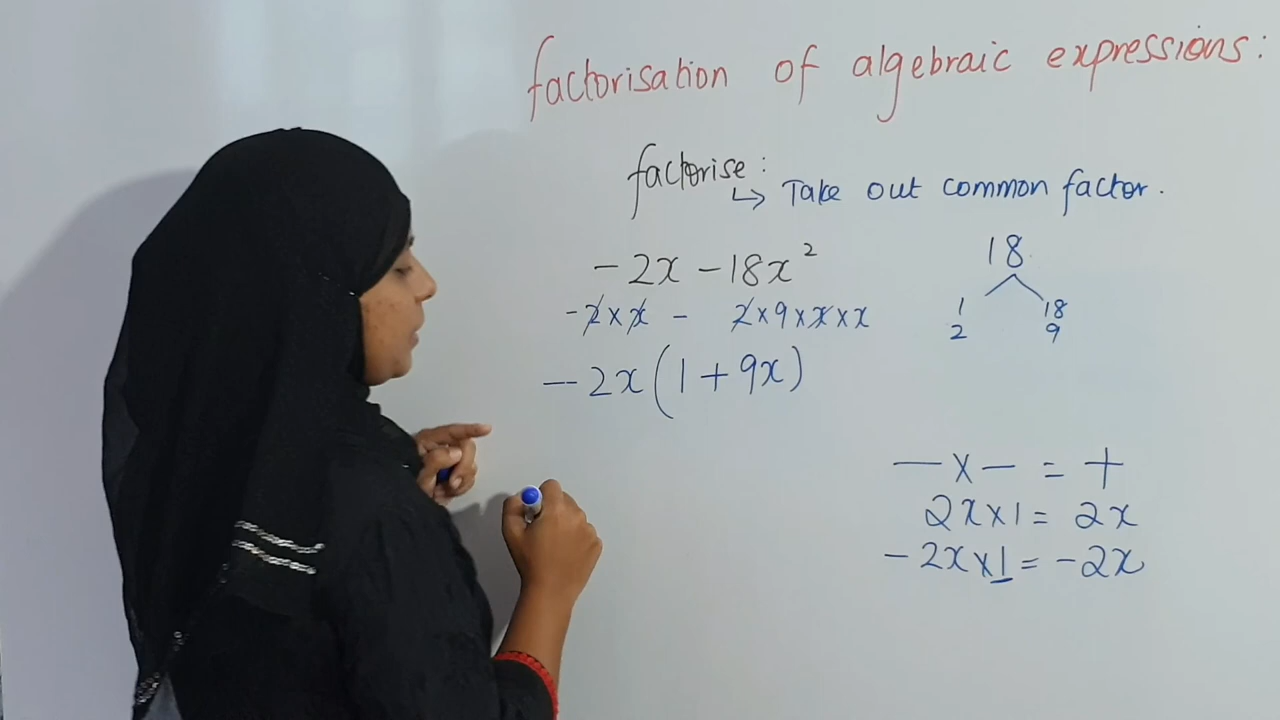 factorisation of algebraic expressions:
factorise:
↳ Take out common factor.
-2x - 18x²
-2×x - 2×9×x×x
-2x(1 + 9x)
18
1 18
2 9
- × - = +
2x×1 = 2x
-2x×1 = -2x